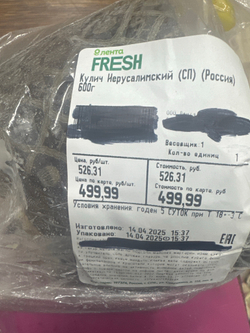 лента
FRESH
Кулич Иерусалимский (СП) (Россия)
600г
Весовщик: 1
Кол-во единиц 1
Цена, руб/шт.
526.31
Стоимость, руб.
526.31
Цена по карте, руб/шт
499,99
Стоимость по карте, руб
499,99
Условия хранения годен 5 СУТОК при Т 18-
Изготовлено: 14.04.2025 15:37
Упаковано: 14.04.2025 15:37
EAC